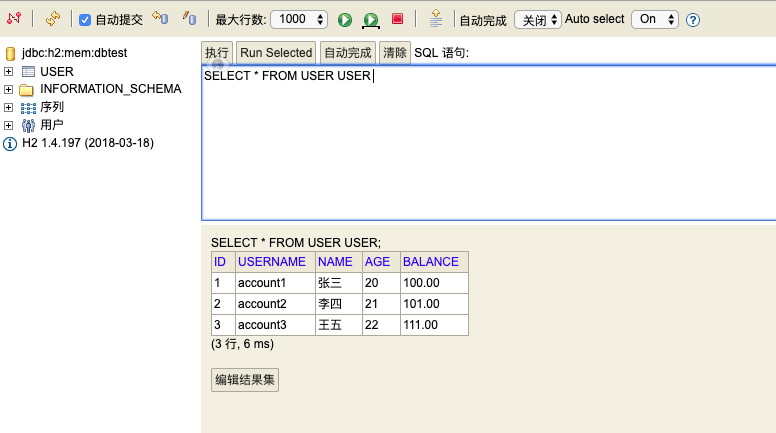 自动提交 最大行数: 1000 自动完成 关闭 Auto select On ?
jdbc:h2:mem:dbtest
USER
INFORMATION_SCHEMA
序列
用户
H2 1.4.197 (2018-03-18)
执行 Run Selected 自动完成 清除 SQL 语句:
SELECT * FROM USER USER
SELECT * FROM USER USER;
ID USERNAME NAME AGE BALANCE
1 account1 张三 20 100.00
2 account2 李四 21 101.00
3 account3 王五 22 111.00
(3 行, 6 ms)
编辑结果集